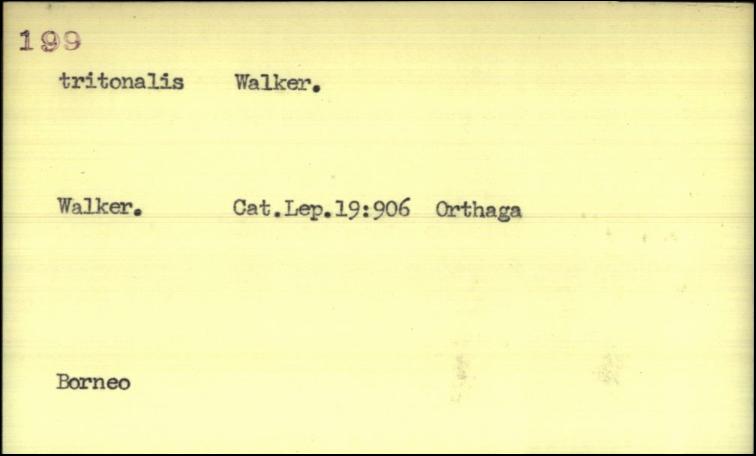 199
tritonalis Walker.
Walker. Cat.Lep.19:906 Orthaga
Borneo